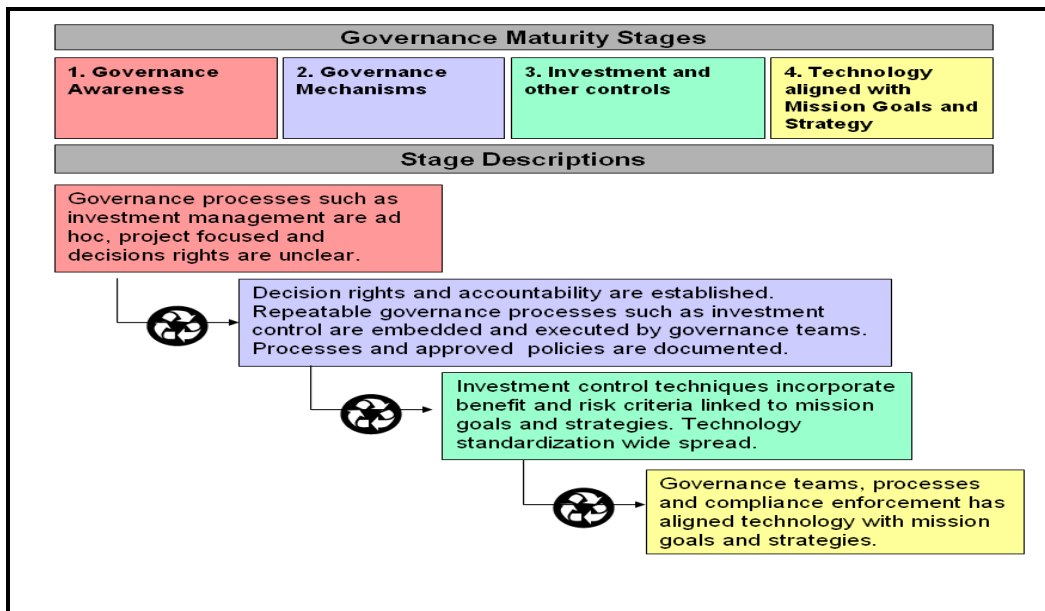 Governance Maturity Stages
1. Governance
Awareness
2. Governance
Mechanisms
3. Investment and
other controls
4. Technology
aligned with
Mission Goals and
Strategy
Stage Descriptions
Governance processes such as
investment management are ad
hoc, project focused and
decisions rights are unclear.
Decision rights and accountability are established.
Repeatable governance processes such as investment
control are embedded and executed by governance teams.
Processes and approved policies are documented.
Investment control techniques incorporate
benefit and risk criteria linked to mission
goals and strategies. Technology
standardization wide spread.
Governance teams, processes
and compliance enforcement has
aligned technology with mission
goals and strategies.